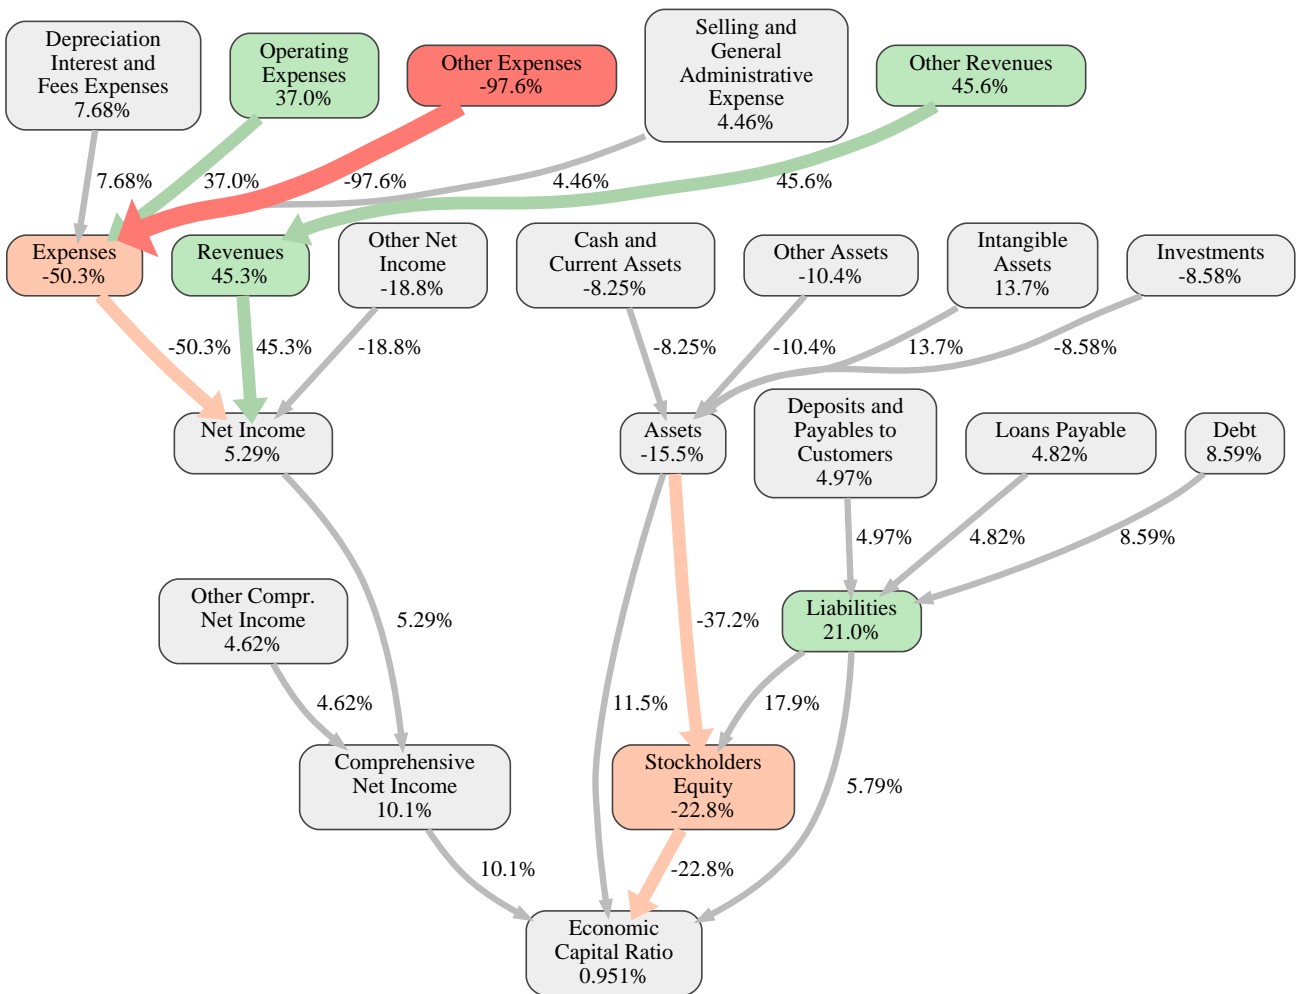 Depreciation
Interest and
Fees Expenses
7.68%
Operating
Expenses
37.0%
Other Expenses
-97.6%
Selling and
General
Administrative
Expense
4.46%
Other Revenues
45.6%
7.68%
37.0%
-97.6%
4.46%
45.6%
Expenses
-50.3%
Revenues
45.3%
Other Net
Income
-18.8%
Cash and
Current Assets
-8.25%
Other Assets
-10.4%
Intangible
Assets
13.7%
Investments
-8.58%
-50.3%
45.3%
-18.8%
-8.25%
-10.4%
13.7%
-8.58%
Net Income
5.29%
Assets
-15.5%
Deposits and
Payables to
Customers
4.97%
Loans Payable
4.82%
Debt
8.59%
4.97%
4.82%
8.59%
Other Compr.
Net Income
4.62%
5.29%
-37.2%
Liabilities
21.0%
4.62%
11.5%
17.9%
Comprehensive
Net Income
10.1%
Stockholders
Equity
-22.8%
5.79%
10.1%
-22.8%
Economic
Capital Ratio
0.951%